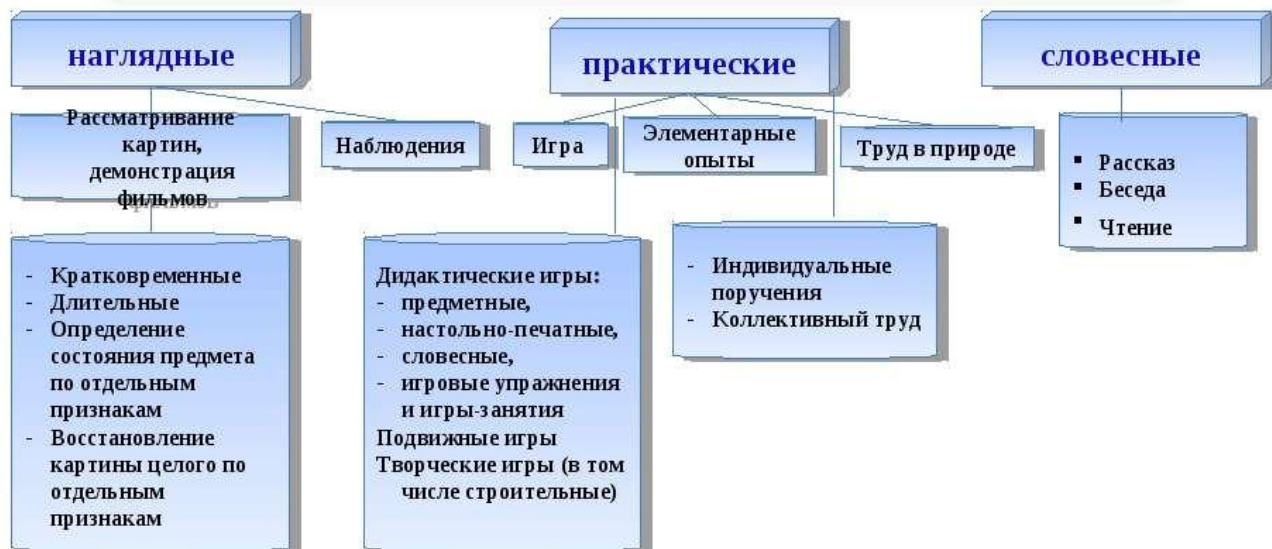 наглядные
практические
словесные
Рассматривание
картин,
демонстрация
фильмов
Наблюдения
Игра
Элементарные
опыты
Труд в природе
▪ Рассказ
▪ Беседа
▪ Чтение
- Кратковременные
- Длительные
- Определение
состояния предмета
по отдельным
признакам
- Восстановление
картины целого по
отдельным
признакам
Дидактические игры:
- предметные,
- настольно-печатные,
- словесные,
- игровые упражнения
и игры-занятия
Подвижные игры
Творческие игры (в том
числе строительные)
- Индивидуальные
поручения
- Коллективный труд